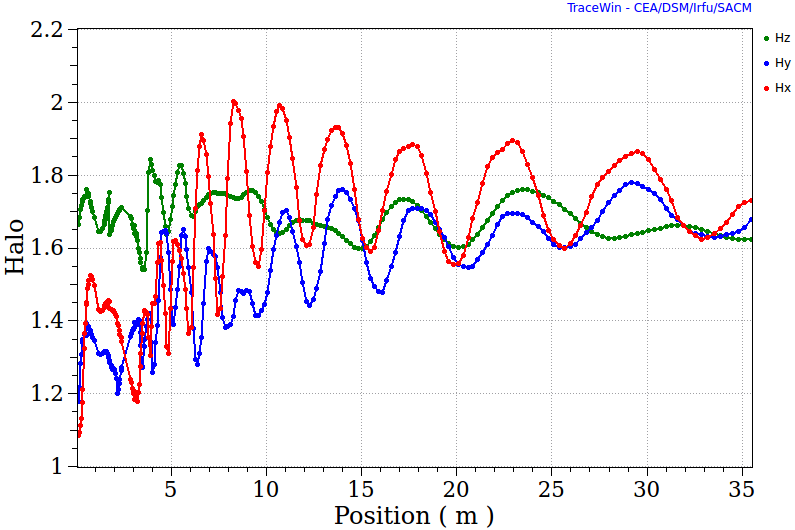 TraceWin - CEA/DSM/Irfu/SACM
2.2
Hz
Hy
Hx
2
1.8
1.6
1.4
1.2
1
Halo
5 10 15 20 25 30 35
Position ( m )